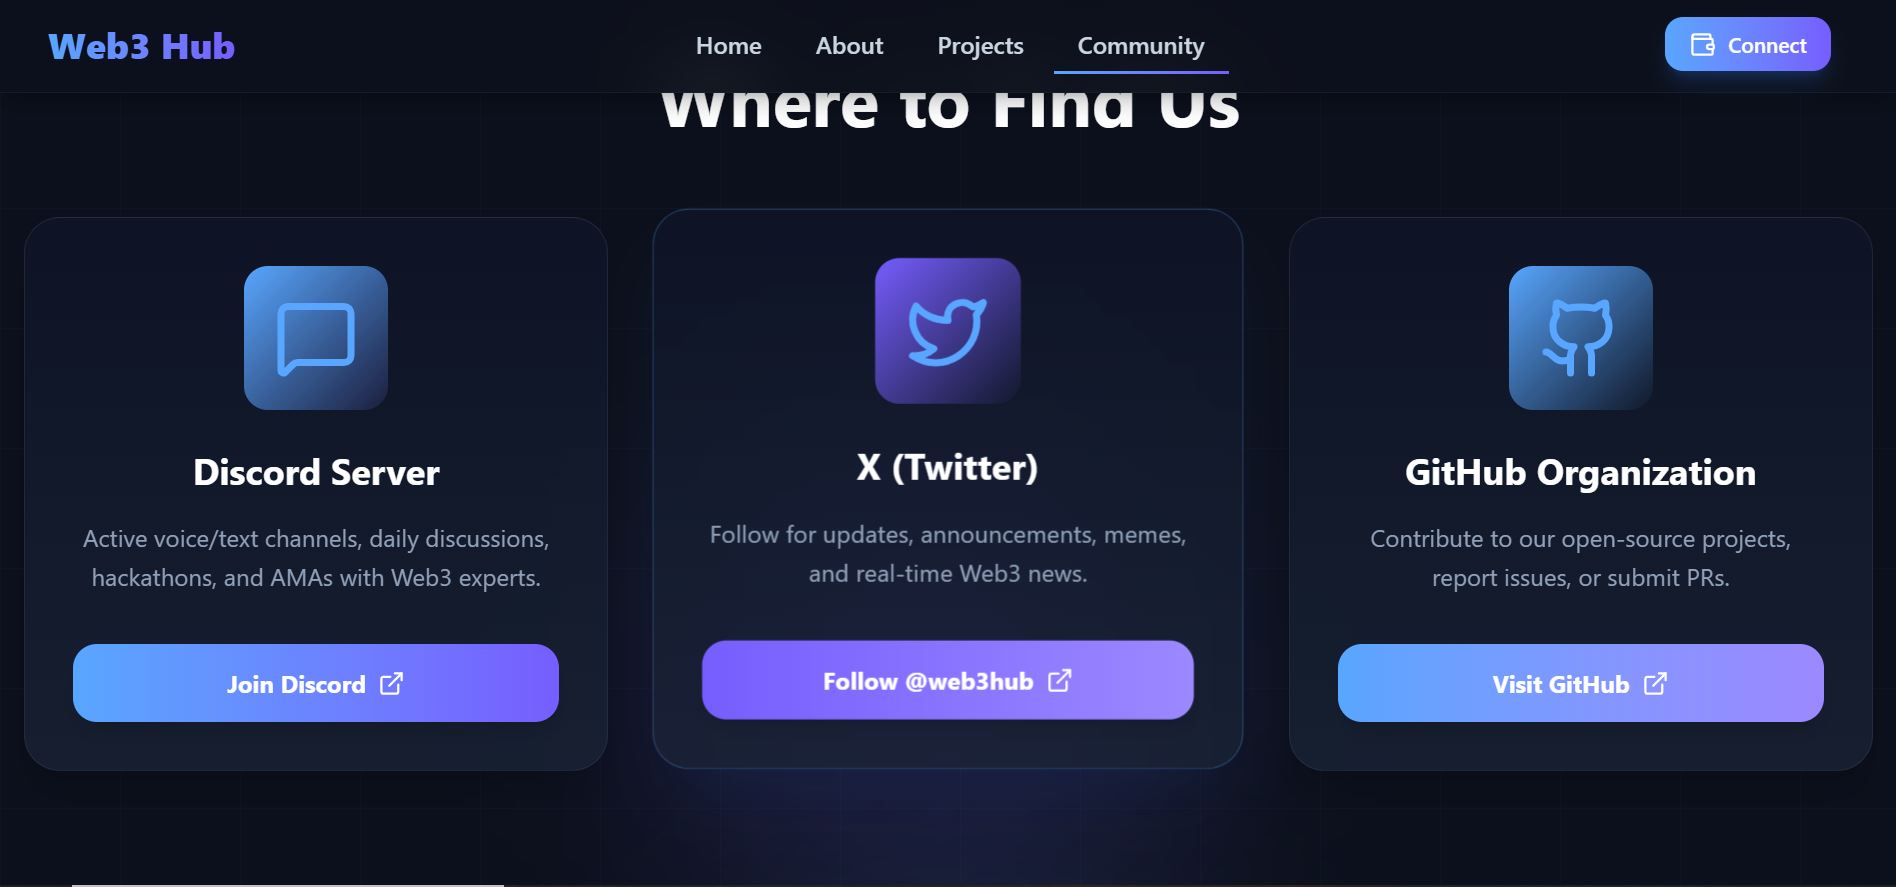 Web3 Hub
Home
About
Projects
Community
Connect
Where to Find Us
Discord Server
Active voice/text channels, daily discussions,
hackathons, and AMAs with Web3 experts.
Join Discord
X (Twitter)
Follow for updates, announcements, memes,
and real-time Web3 news.
Follow @web3hub
GitHub Organization
Contribute to our open-source projects,
report issues, or submit PRs.
Visit GitHub